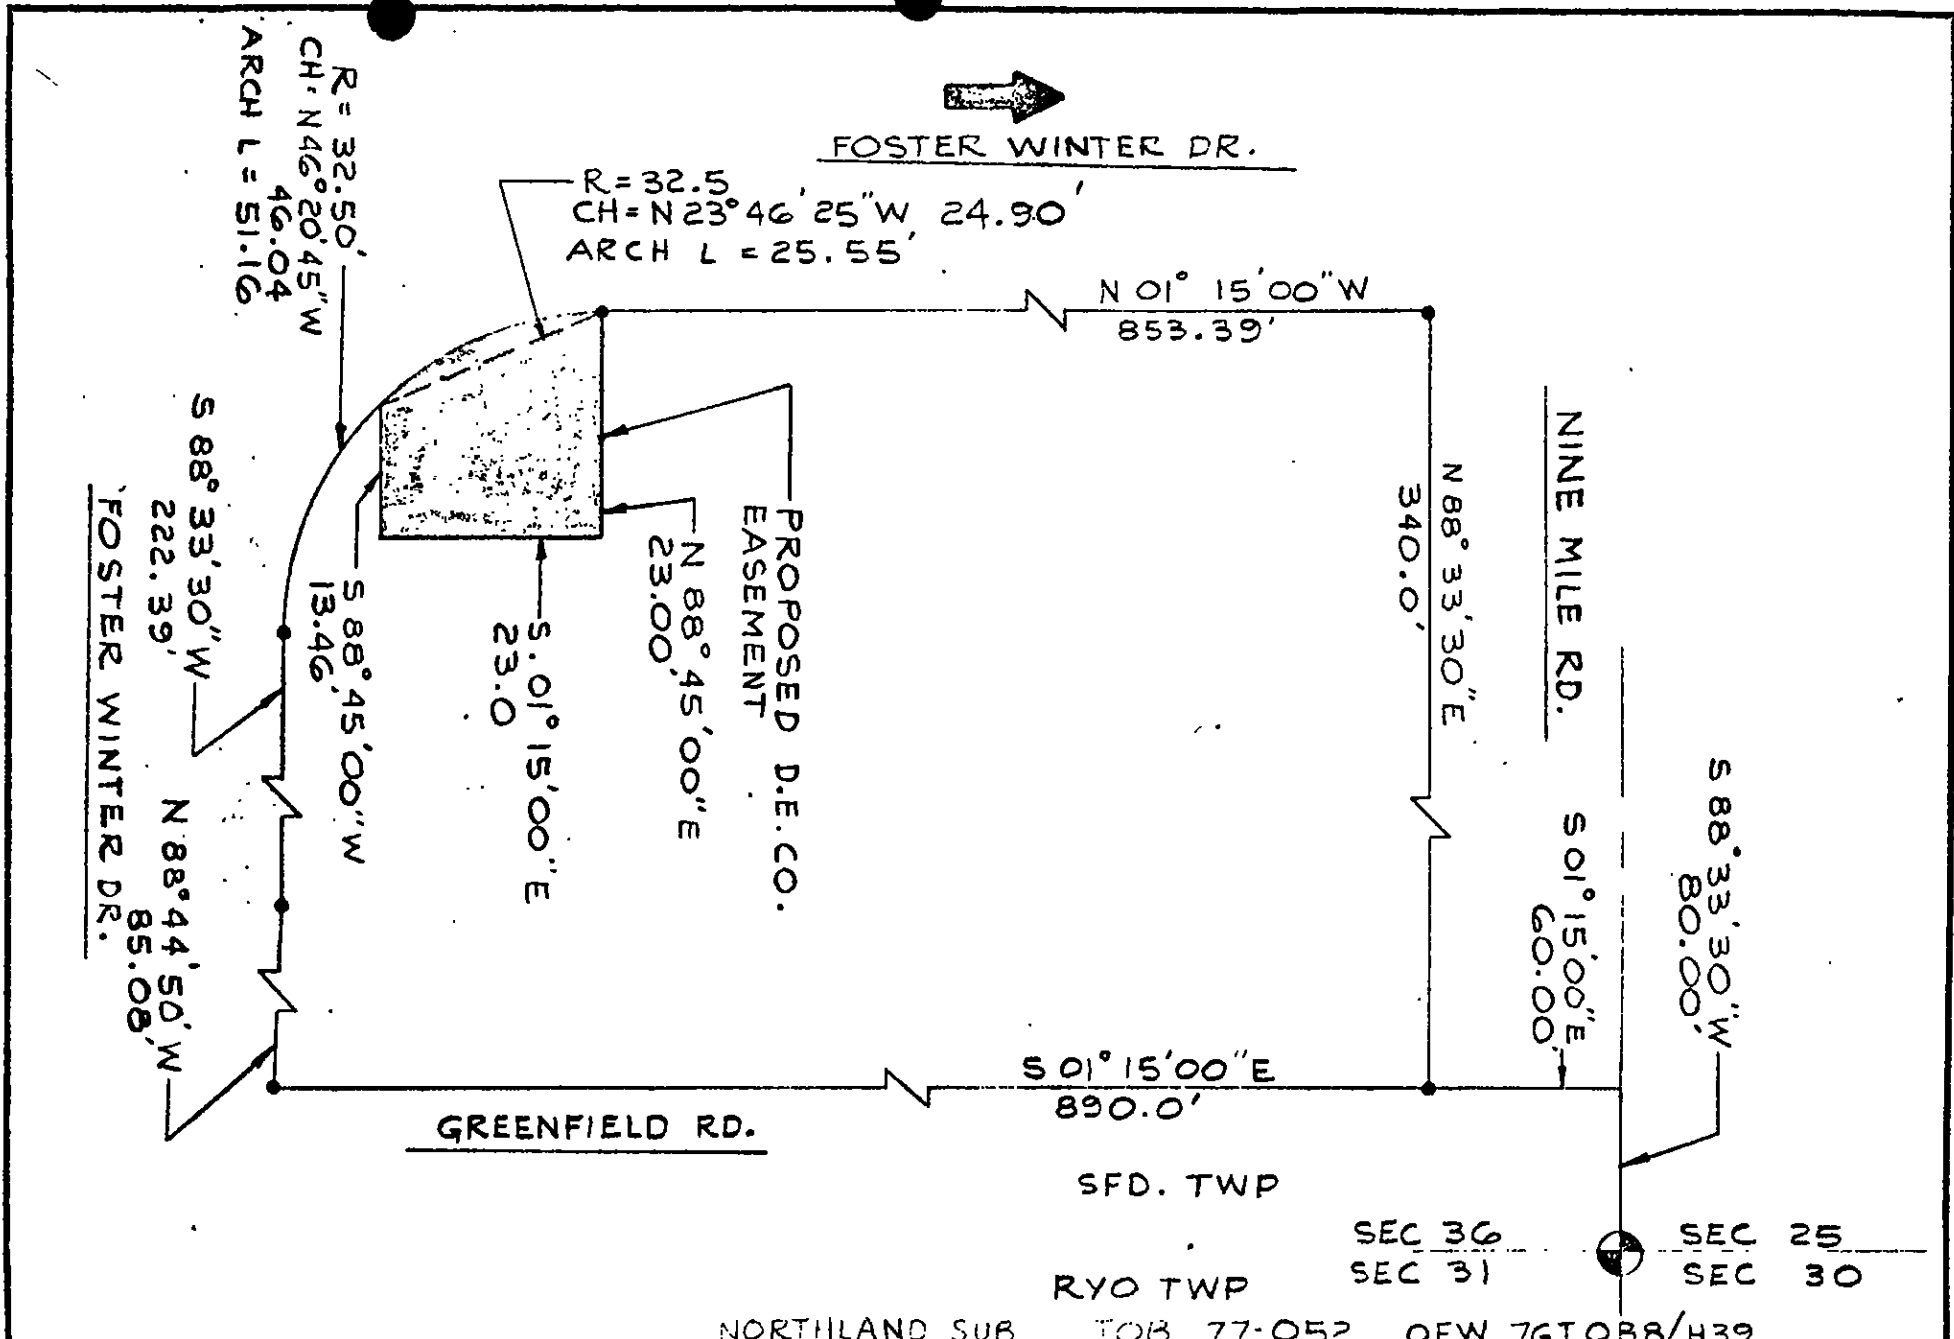 R = 32.50'
CH. N46°20'45"W
46.04
ARCH L = 51.16
FOSTER WINTER DR.
R = 32.5
CH = N 23° 46' 25" W, 24.90'
ARCH L = 25.55'
N 01° 15' 00" W
853.39'
NINE MILE RD.
N 88° 33' 30" E
340.0'
S 88° 33' 30" W
222.39'
FOSTER WINTER DR.
N 88° 44' 50" W
85.08'
S 88° 45' 00" W
13.46'
S. 01° 15' 00" E
23.0
N 88° 45' 00" E
23.00'
PROPOSED D.E.CO.
EASEMENT
S 01° 15' 00" E
60.00'
S 88° 33' 30" W
80.00'
S 01° 15' 00" E
890.0'
GREENFIELD RD.
SFD. TWP
SEC 36 SEC 25
SEC 31 SEC 30
RYO TWP
NORTHLAND SUB